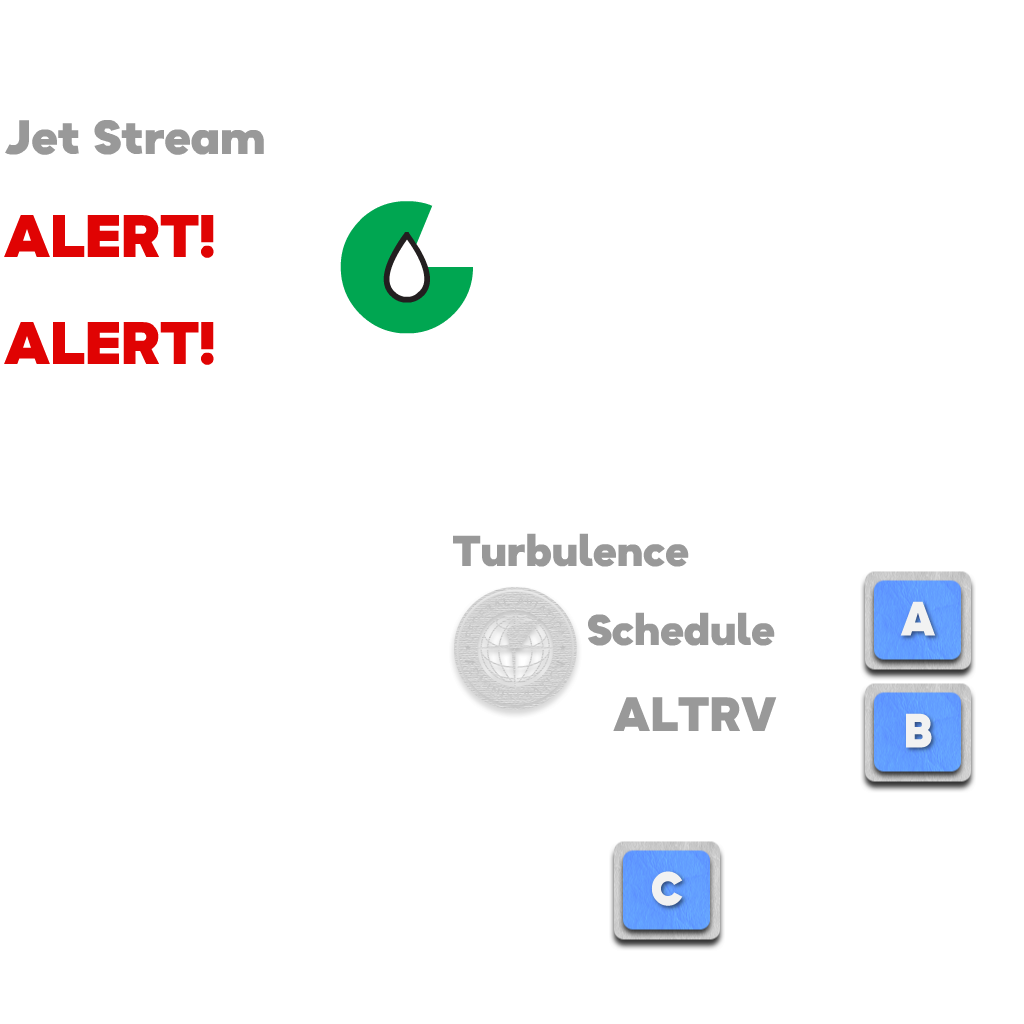 Jet Stream
ALERT!
ALERT!
Turbulence
Schedule
ALTRV
A
B
C